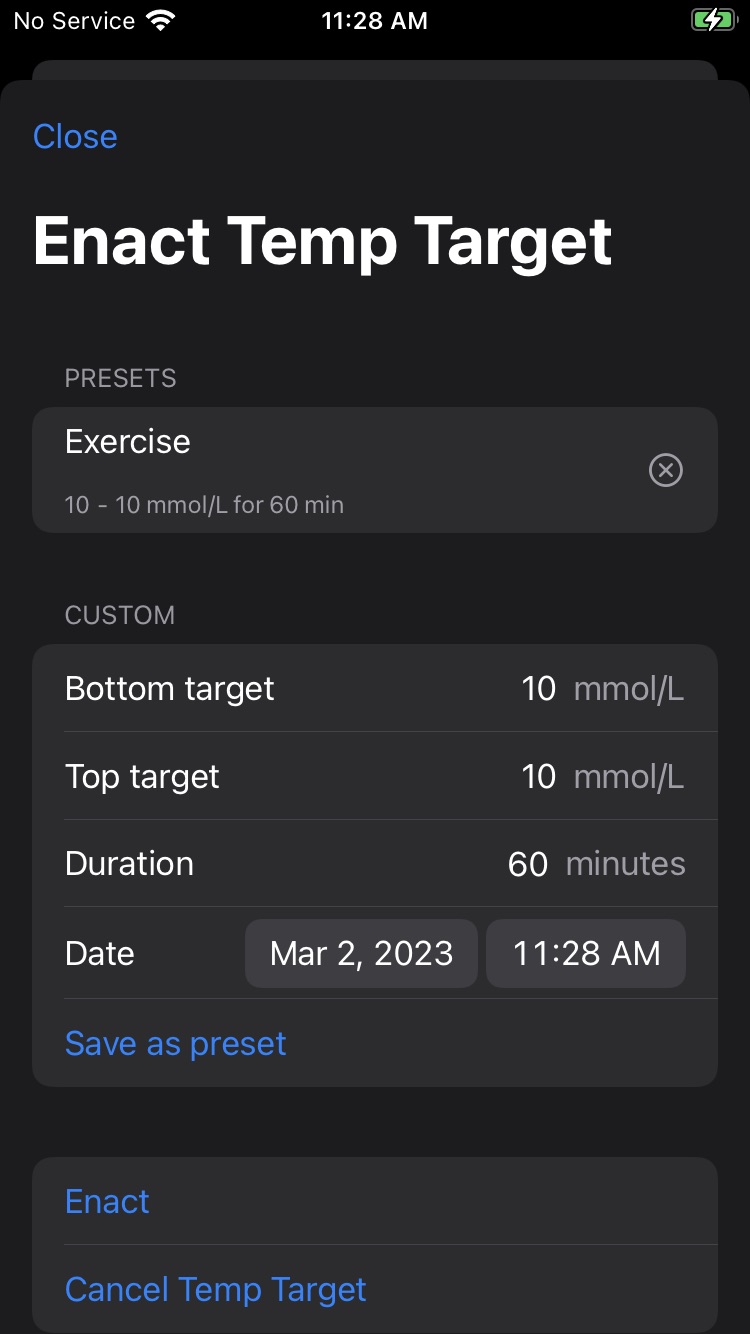 No Service 11:28 AM
Close
Enact Temp Target
PRESETS
Exercise
10 - 10 mmol/L for 60 min
CUSTOM
Bottom target 10 mmol/L
Top target 10 mmol/L
Duration 60 minutes
Date Mar 2, 2023 11:28 AM
Save as preset
Enact
Cancel Temp Target